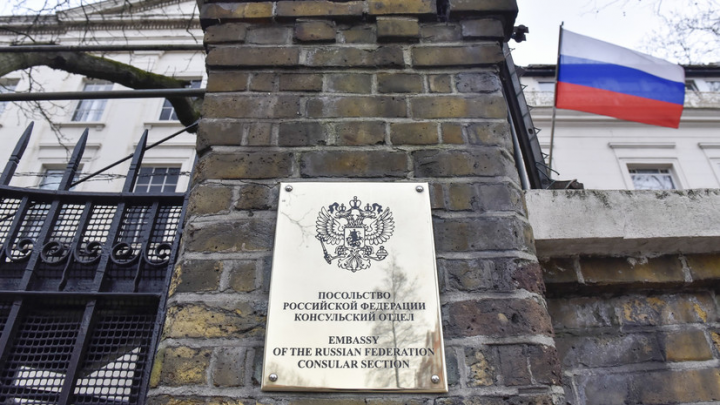 ПОСОЛЬСТВО
РОССИЙСКОЙ ФЕДЕРАЦИИ
КОНСУЛЬСКИЙ ОТДЕЛ
EMBASSY
OF THE RUSSIAN FEDERATION
CONSULAR SECTION